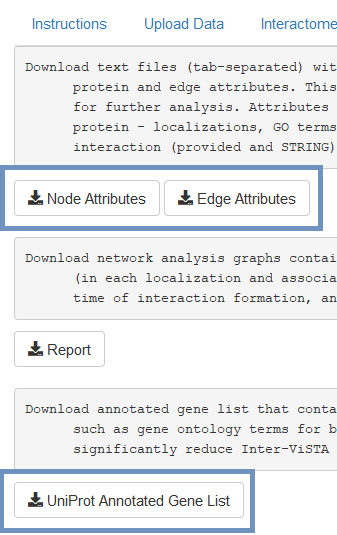 Instructions Upload Data Interactome
Download text files (tab-separated) wit
protein and edge attributes. This
for further analysis. Attributes
protein - localizations, GO terms
interaction (provided and STRING)
Node Attributes Edge Attributes
Download network analysis graphs contai
(in each localization and associa
time of interaction formation, an
Report
Download annotated gene list that conta
such as gene ontology terms for b
significantly reduce Inter-ViSTA
UniProt Annotated Gene List